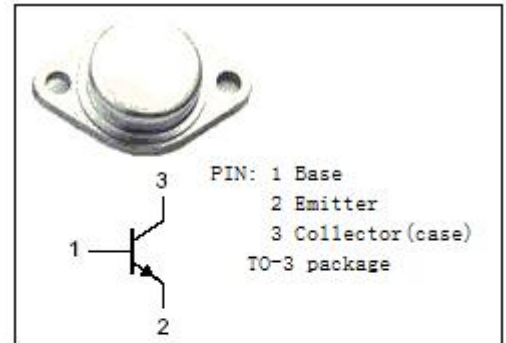 3
PIN: 1 Base
2 Emitter
3 Collector(case)
TO-3 package
1
2